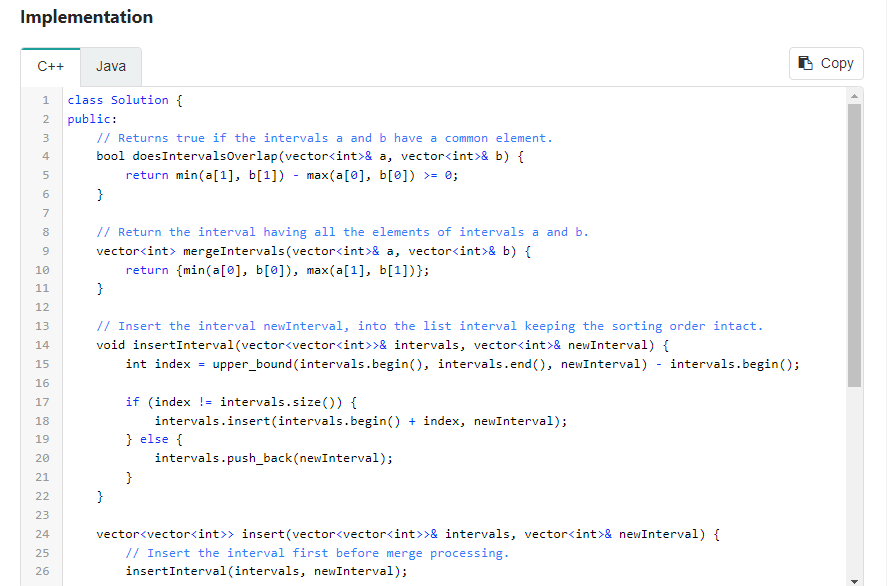 Implementation
C++
Java
Copy
1 class Solution {
2 public:
3     // Returns true if the intervals a and b have a common element.
4     bool doesIntervalsOverlap(vector<int>& a, vector<int>& b) {
5         return min(a[1], b[1]) - max(a[0], b[0]) >= 0;
6     }
7
8     // Return the interval having all the elements of intervals a and b.
9     vector<int> mergeIntervals(vector<int>& a, vector<int>& b) {
10         return {min(a[0], b[0]), max(a[1], b[1])};
11     }
12
13     // Insert the interval newInterval, into the list interval keeping the sorting order intact.
14     void insertInterval(vector<vector<int>>& intervals, vector<int>& newInterval) {
15         int index = upper_bound(intervals.begin(), intervals.end(), newInterval) - intervals.begin();
16
17         if (index != intervals.size()) {
18             intervals.insert(intervals.begin() + index, newInterval);
19         } else {
20             intervals.push_back(newInterval);
21         }
22     }
23
24     vector<vector<int>> insert(vector<vector<int>>& intervals, vector<int>& newInterval) {
25         // Insert the interval first before merge processing.
26         insertInterval(intervals, newInterval);